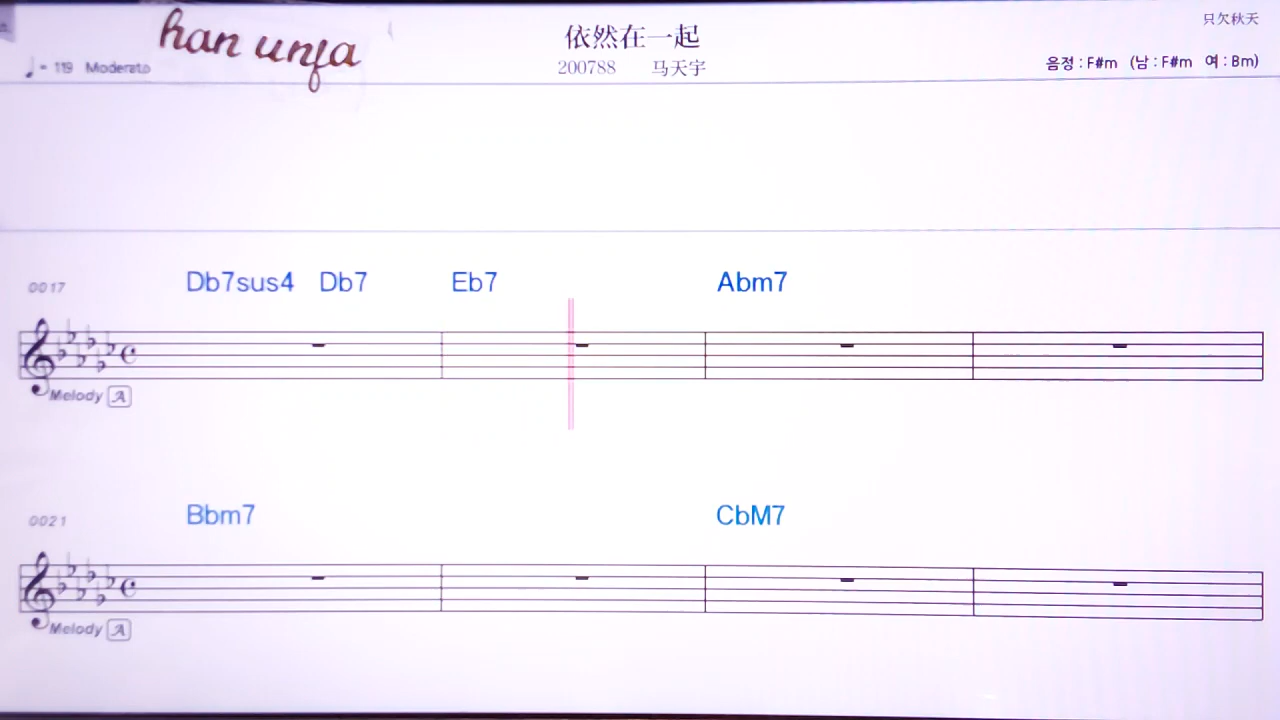 han unfa
依然在一起
只欠秋天
♩= 119 Moderato
200788 马天宇
음정 : F#m (남 : F#m 여 : Bm)
0017
Db7sus4 Db7 Eb7 Abm7
Melody A
0021
Bbm7 CbM7
Melody A